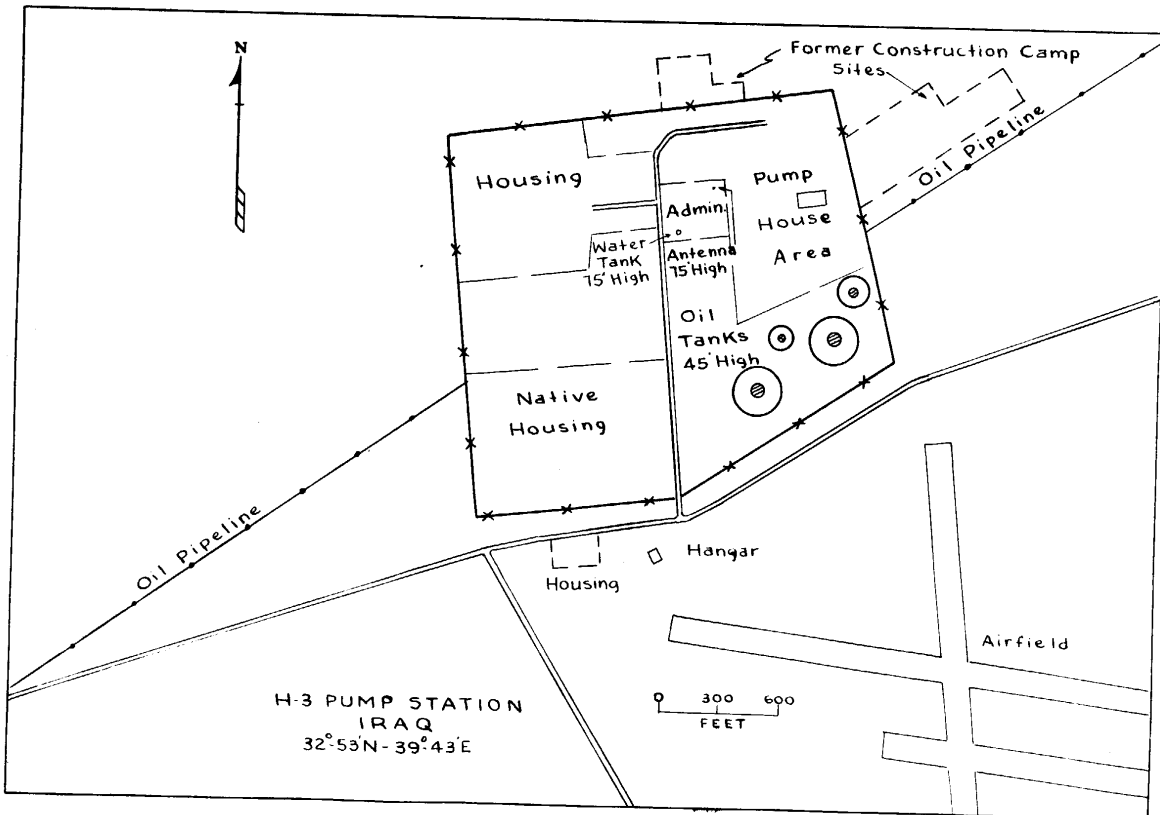 N
Former Construction Camp
Sites
Oil Pipeline
Housing
Pump
House
Area
Admin.
Water
Tank
75' High
Antenna
75' High
Oil
Tanks
45' High
Native
Housing
Oil Pipeline
Housing
Hangar
Airfield
H-3 PUMP STATION
IRAQ
32°-53'N-39°-43'E
0 300 600
FEET